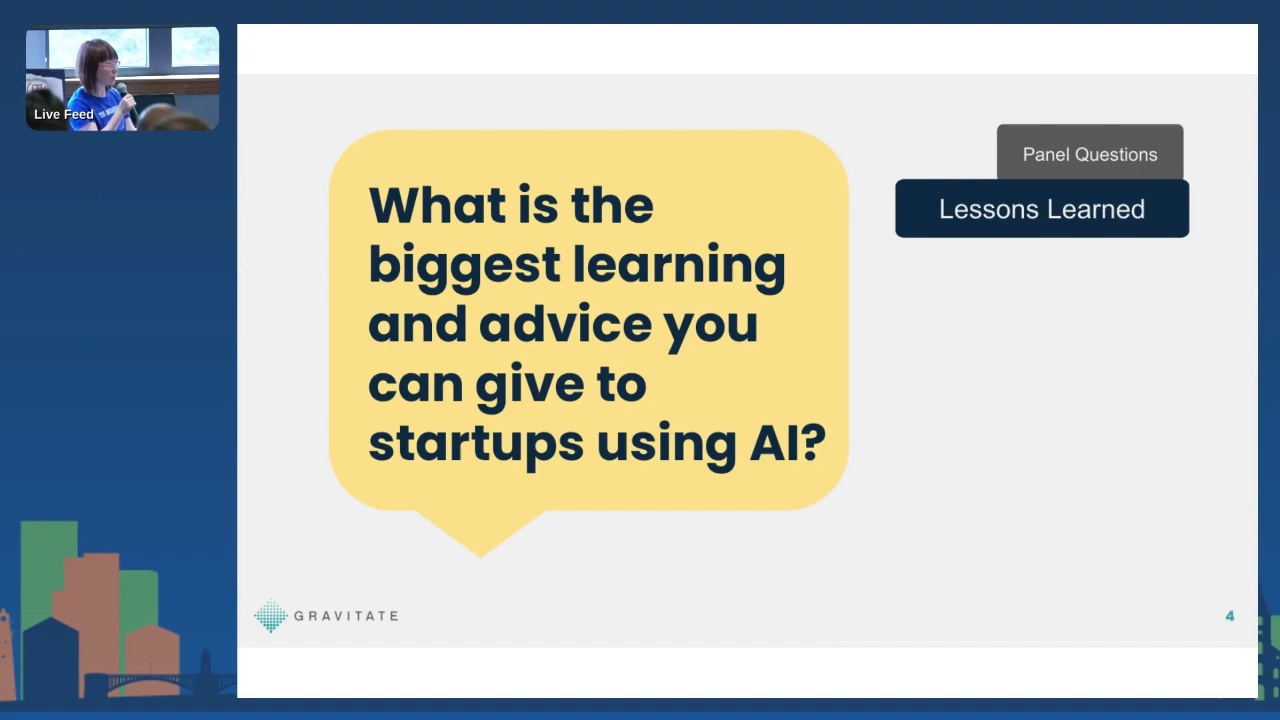 Live Feed
What is the
biggest learning
and advice you
can give to
startups using AI?
Panel Questions
Lessons Learned
GRAVITATE
4